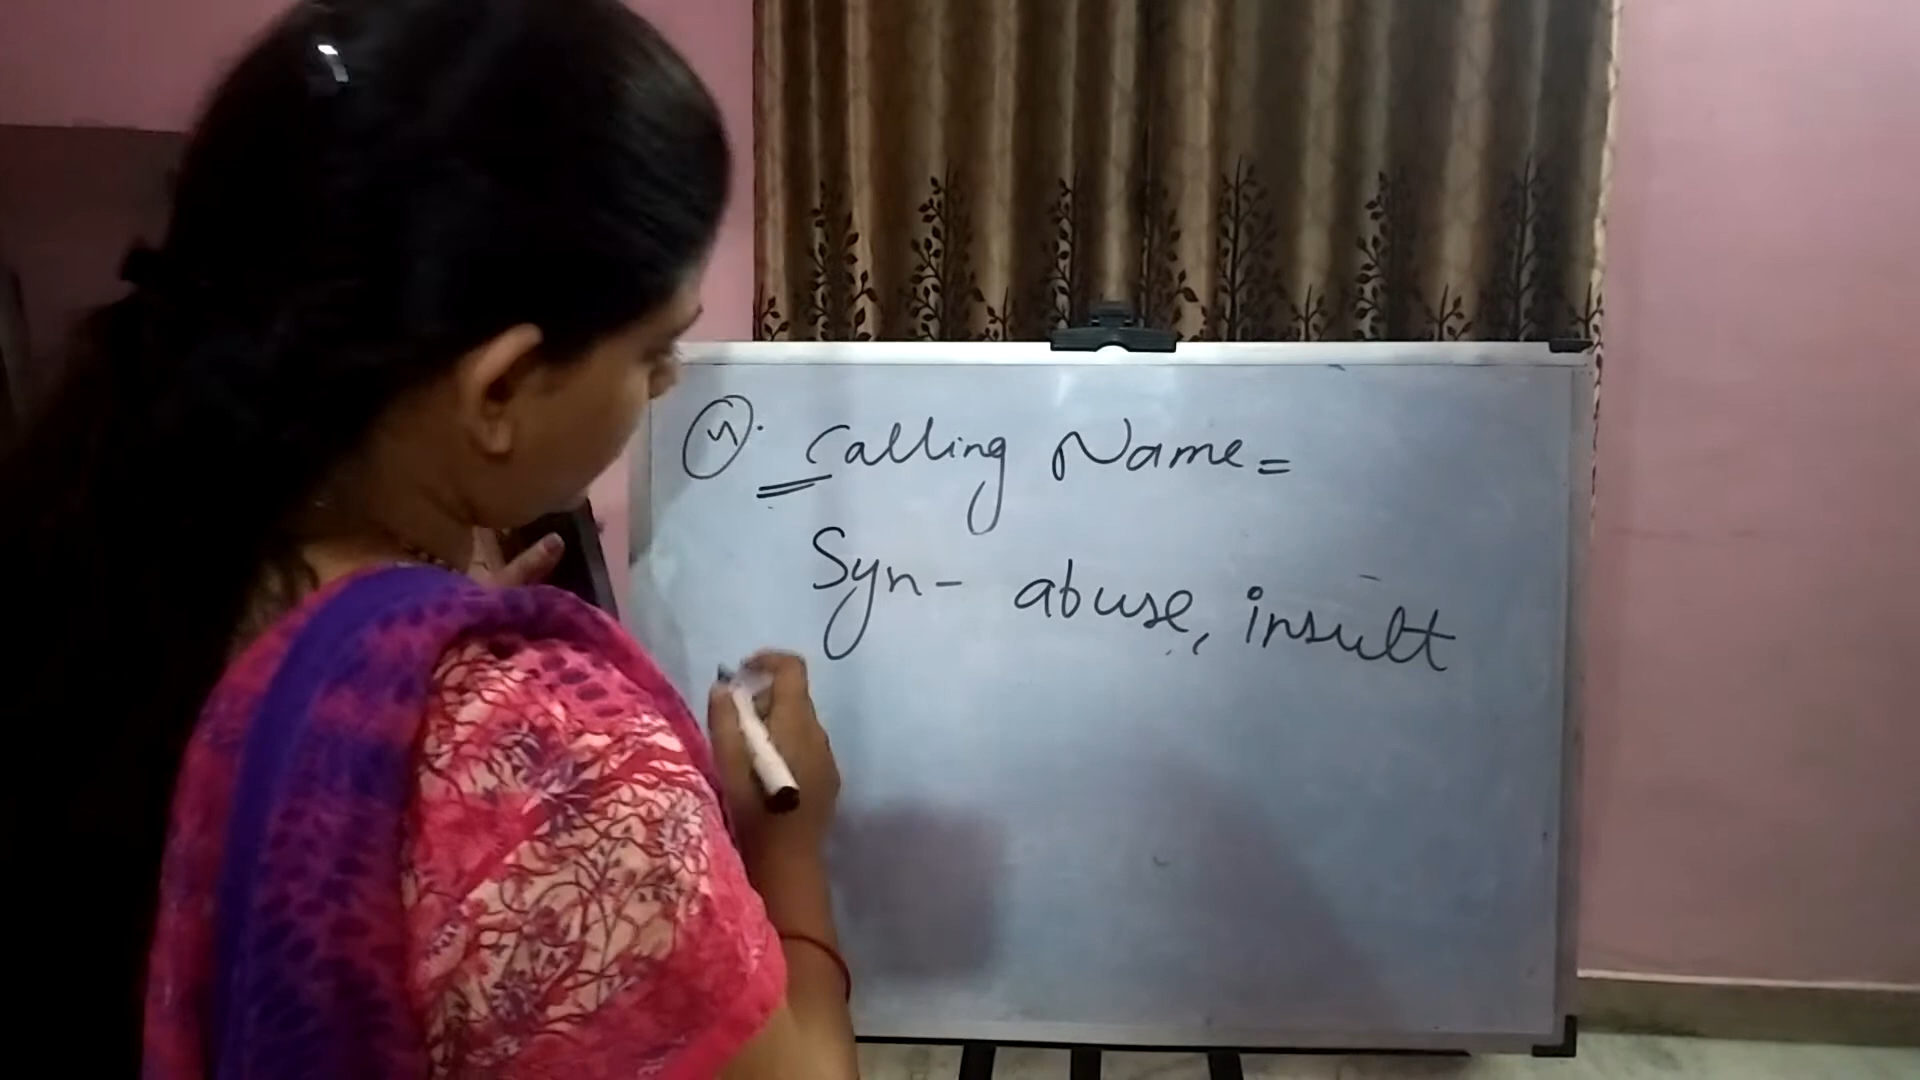 Calling Name =
Syn- abuse, insult